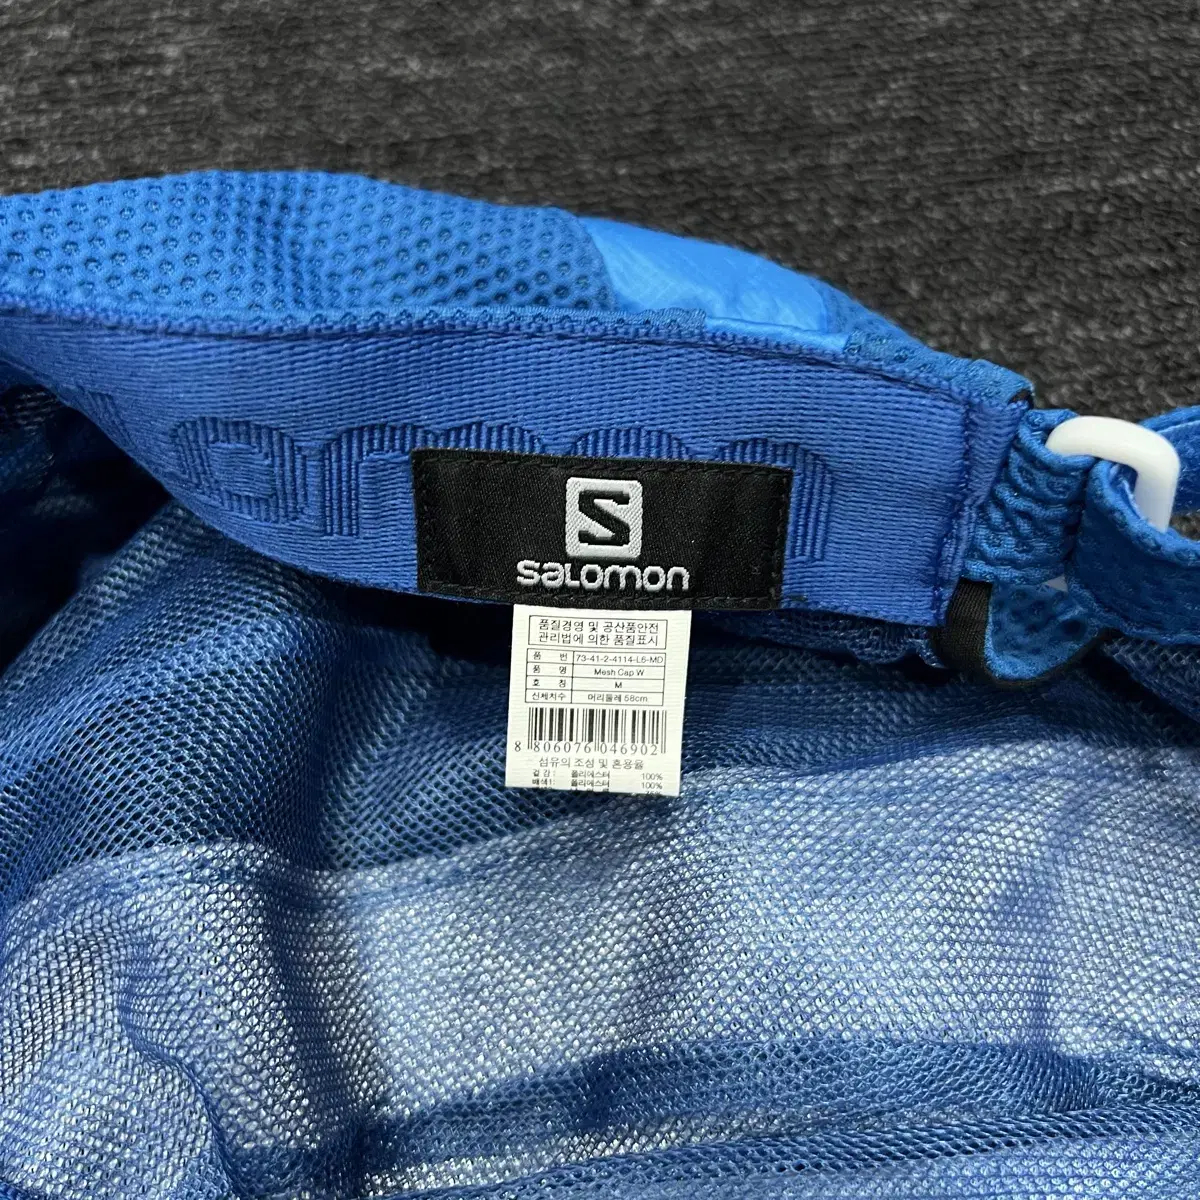 S
salomon
품질경영 및 공산품안전
관리법에 의한 품질표시
품 번 73-41-2-4114-L6-MD
품 명 Mesh Cap W
호 칭 M
신체치수 머리둘레 58cm
8 806076 046902
섬유의 조성 및 혼용율
겉감: 폴리에스터 100%
배색1: 폴리에스터 100%